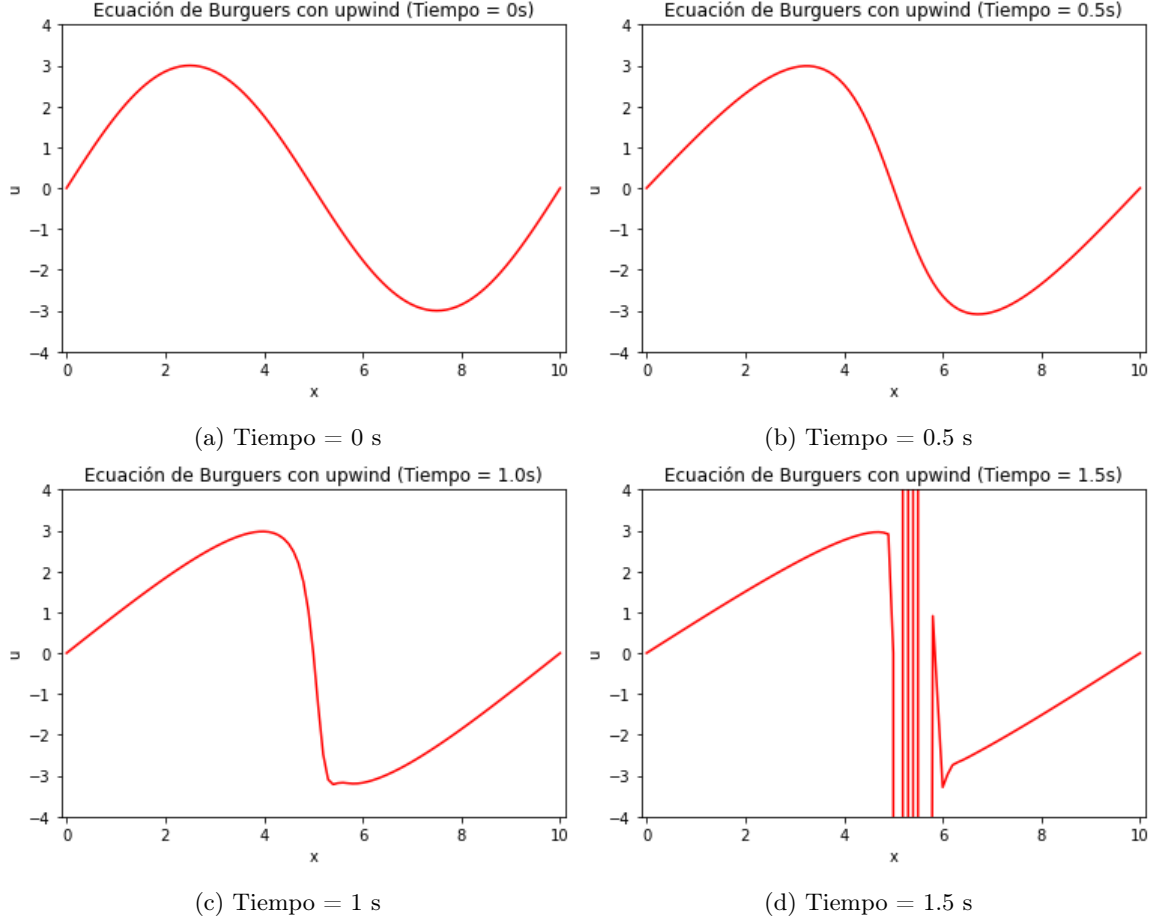 Ecuación de Burguers con upwind (Tiempo = 0s)
4
3
2
1
0
−1
−2
−3
−4
u
0 2 4 6 8 10
x
(a) Tiempo = 0 s
Ecuación de Burguers con upwind (Tiempo = 0.5s)
4
3
2
1
0
−1
−2
−3
−4
u
0 2 4 6 8 10
x
(b) Tiempo = 0.5 s
Ecuación de Burguers con upwind (Tiempo = 1.0s)
4
3
2
1
0
−1
−2
−3
−4
u
0 2 4 6 8 10
x
(c) Tiempo = 1 s
Ecuación de Burguers con upwind (Tiempo = 1.5s)
4
3
2
1
0
−1
−2
−3
−4
u
0 2 4 6 8 10
x
(d) Tiempo = 1.5 s